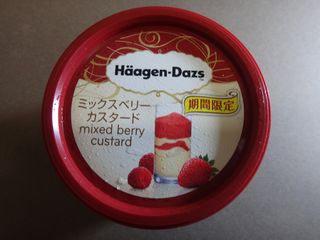 Häagen-Dazs
ミックスベリー
カスタード
期間限定
mixed berry
custard